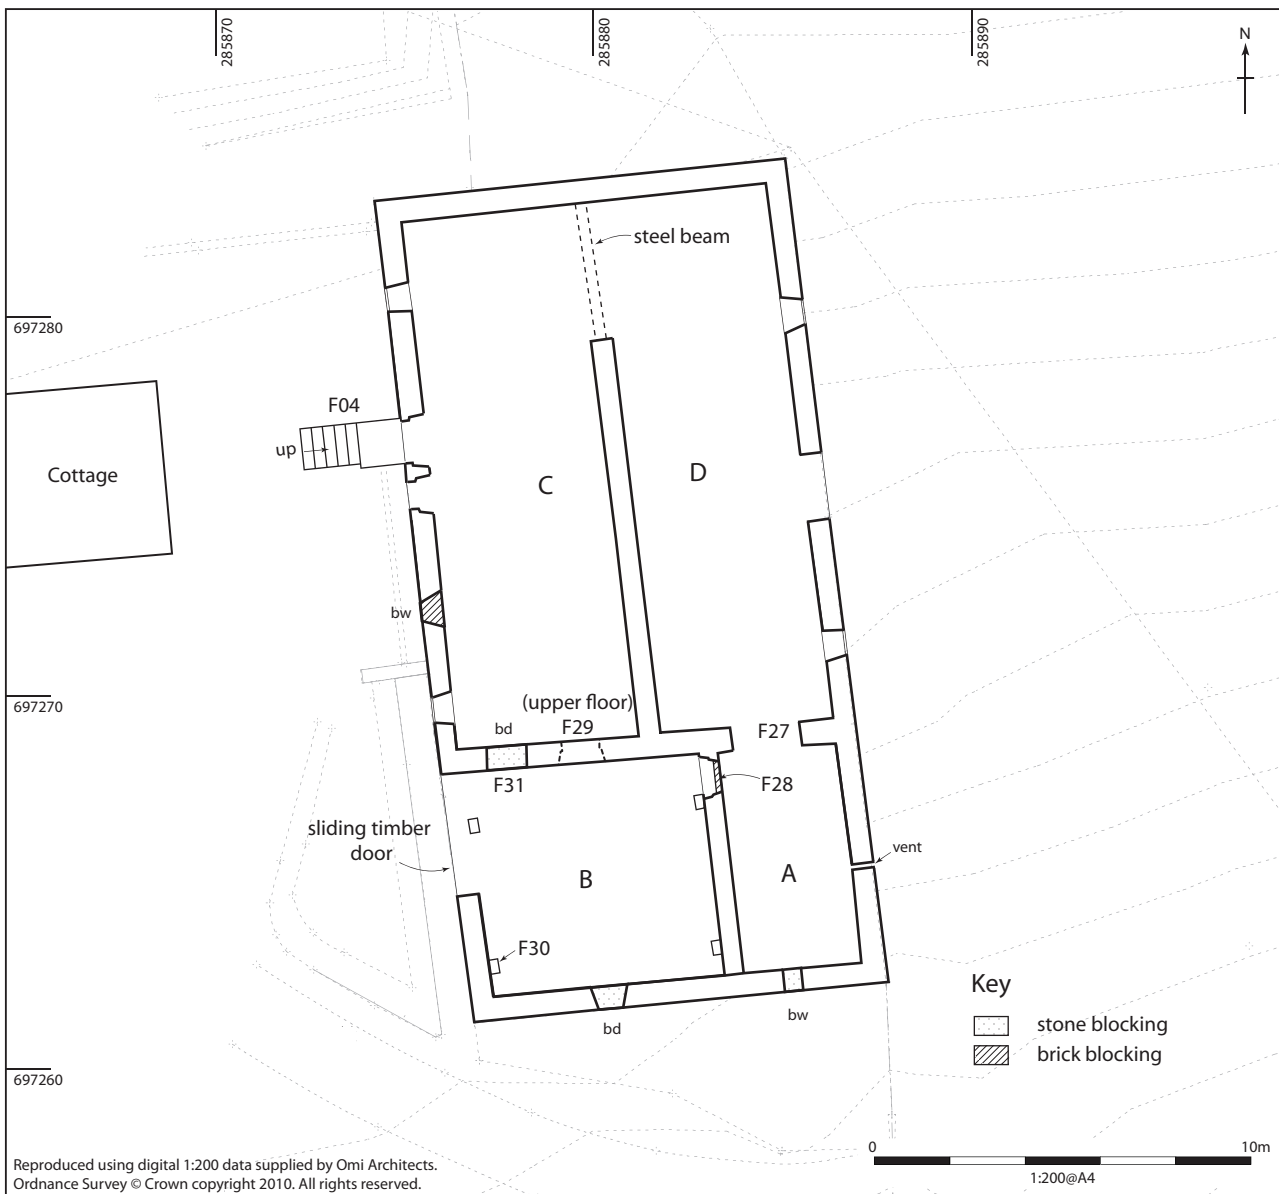 285870
285880
285890
N
steel beam
697280
F04
up
Cottage
C
D
bw
697270
(upper floor)
bd
F29
F27
F31
F28
sliding timber
door
vent
B
A
F30
Key
stone blocking
brick blocking
bd
bw
697260
0
10m
1:200@A4
Reproduced using digital 1:200 data supplied by Omi Architects.
Ordnance Survey © Crown copyright 2010. All rights reserved.